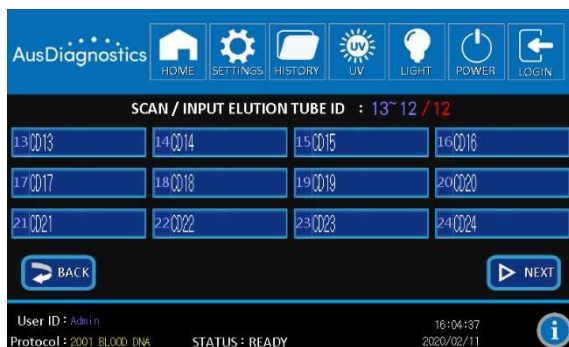 AusDiagnostics
HOME SETTINGS HISTORY UV LIGHT POWER LOGIN
SCAN / INPUT ELUTION TUBE ID : 13~12 / 12
13 CD13 14 CD14 15 CD15 16 CD16
17 CD17 18 CD18 19 CD19 20 CD20
21 CD21 22 CD22 23 CD23 24 CD24
BACK NEXT
User ID : Admin 16:04:37
Protocol : 2001 BLOOD DNA STATUS : READY 2020/02/11